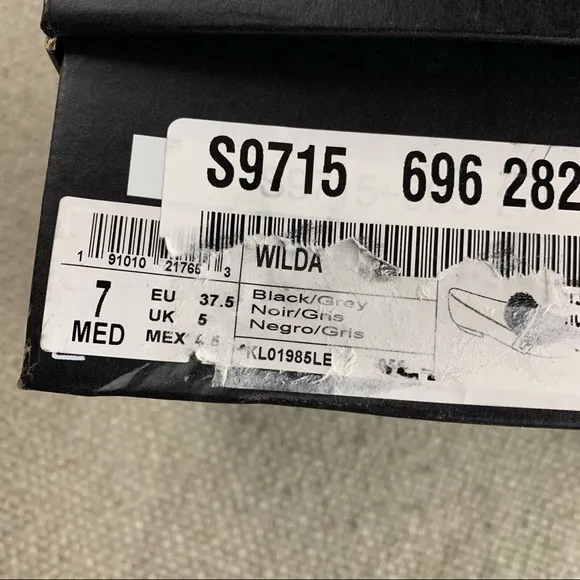 S9715 696 282
1 91010 21765 3
WILDA
7
MED
EU 37.5
UK 5
MEX 4.5
Black/Grey
Noir/Gris
Negro/Gris
KL01985LE